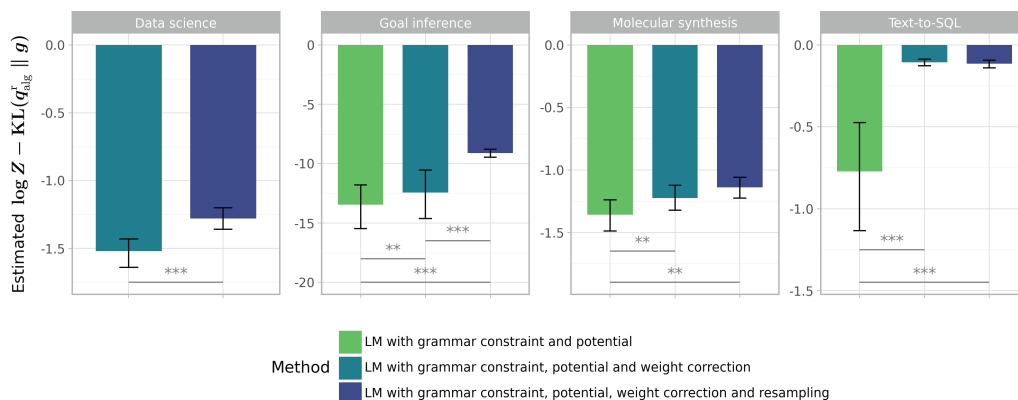 Data science
Goal inference
Molecular synthesis
Text-to-SQL
Estimated log Z − KL(q^r_alg ∥ g)
0.0
-0.5
-1.0
-1.5
***
0
-5
-10
-15
-20
**
***
***
0.0
-0.5
-1.0
-1.5
**
**
0.0
-0.5
-1.0
-1.5
***
***
Method
LM with grammar constraint and potential
LM with grammar constraint, potential and weight correction
LM with grammar constraint, potential, weight correction and resampling